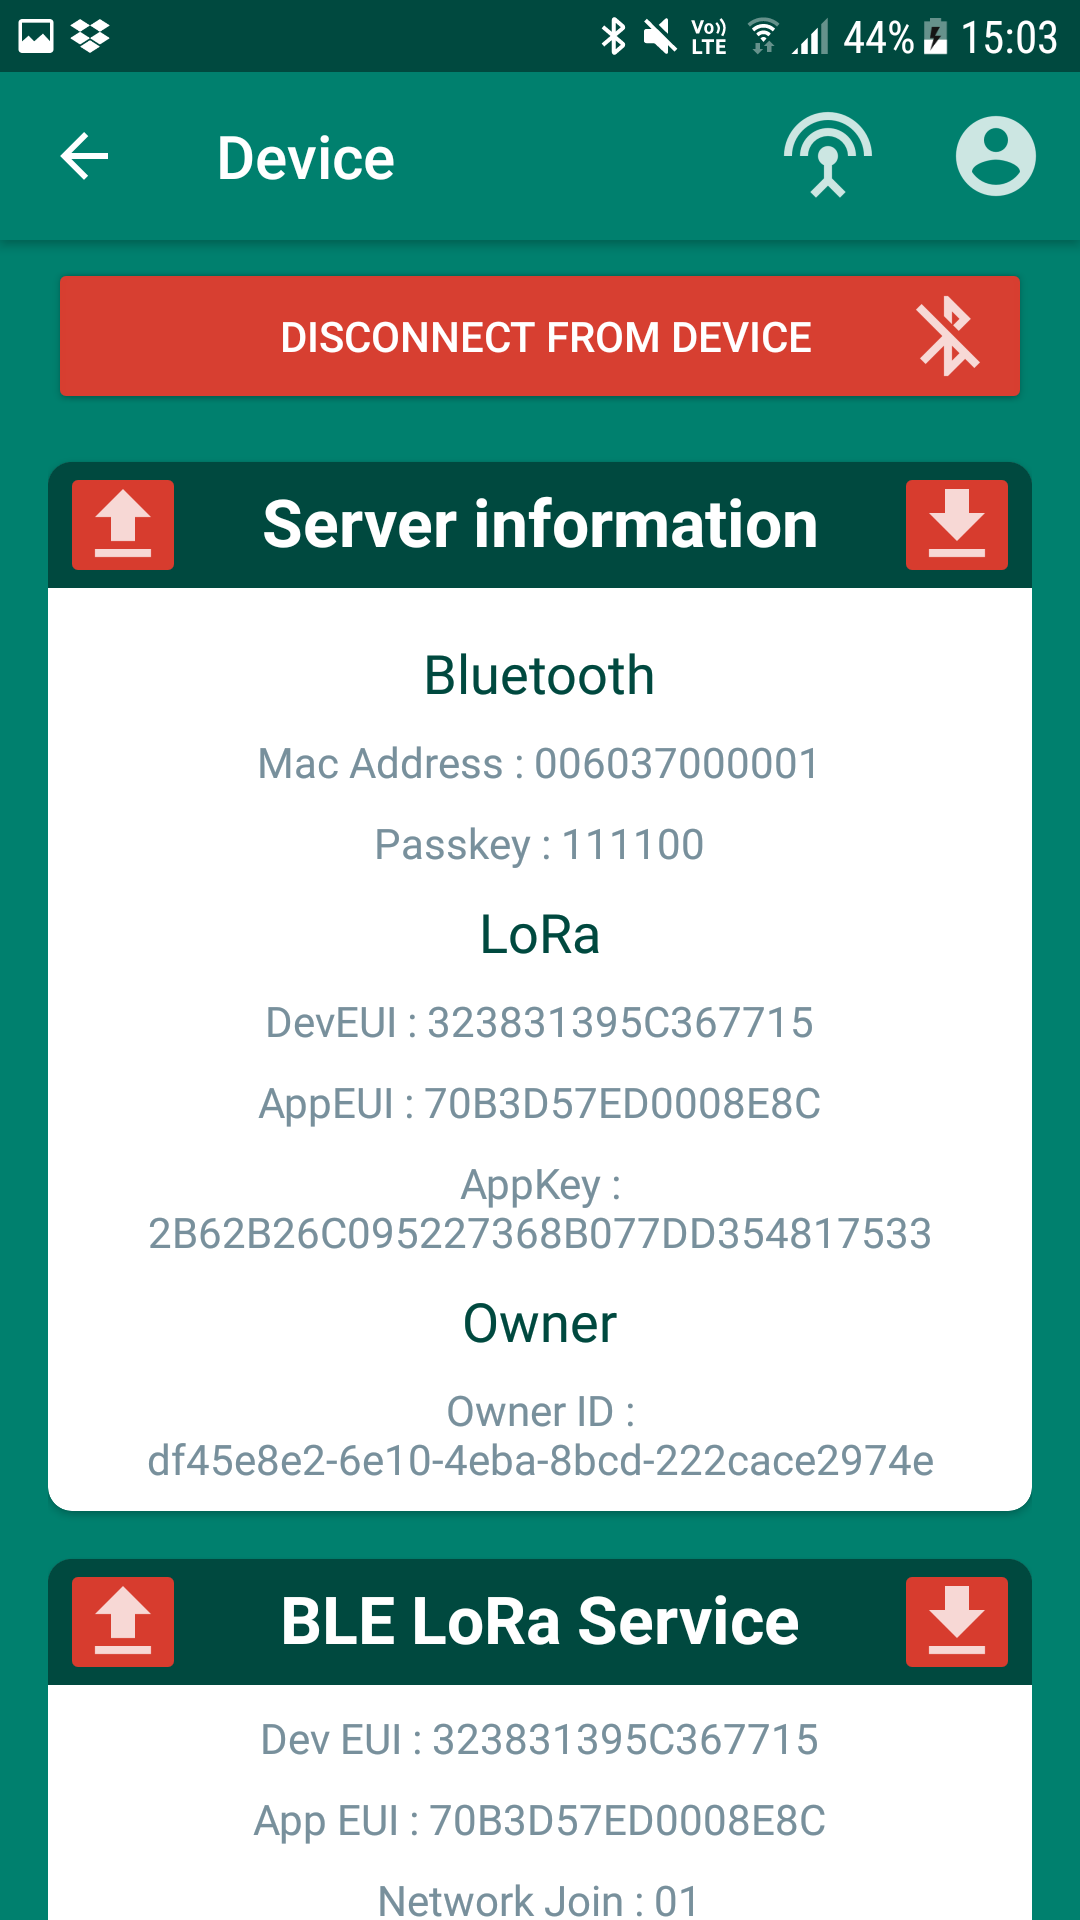 Vo)) LTE 44% 15:03
Device
DISCONNECT FROM DEVICE
Server information
Bluetooth
Mac Address : 006037000001
Passkey : 111100
LoRa
DevEUI : 323831395C367715
AppEUI : 70B3D57ED0008E8C
AppKey :
2B62B26C095227368B077DD354817533
Owner
Owner ID :
df45e8e2-6e10-4eba-8bcd-222cace2974e
BLE LoRa Service
Dev EUI : 323831395C367715
App EUI : 70B3D57ED0008E8C
Network Join : 01